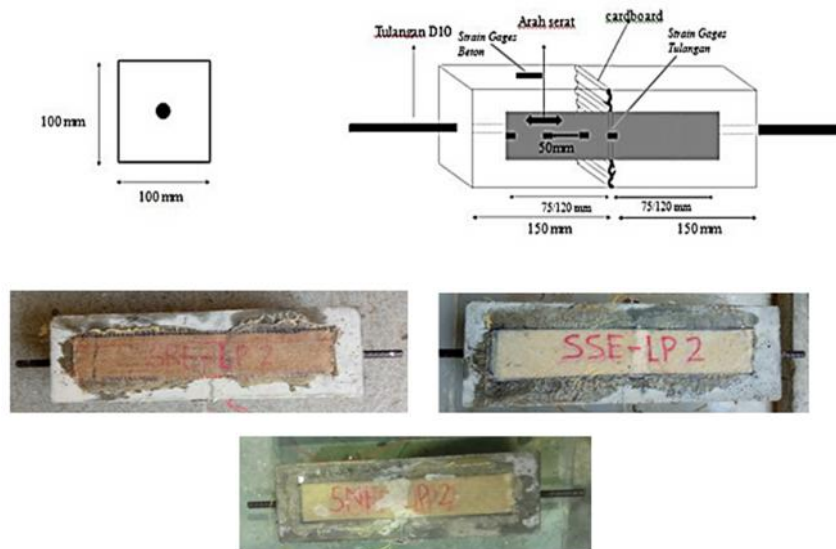 Tulangan D10
Strain Gages
Beton
Arah serat
cardboard
Strain Gages
Tulangan
100 mm
100 mm
50mm
75/120 mm
75/120 mm
150 mm
150 mm
SSE-LP 2